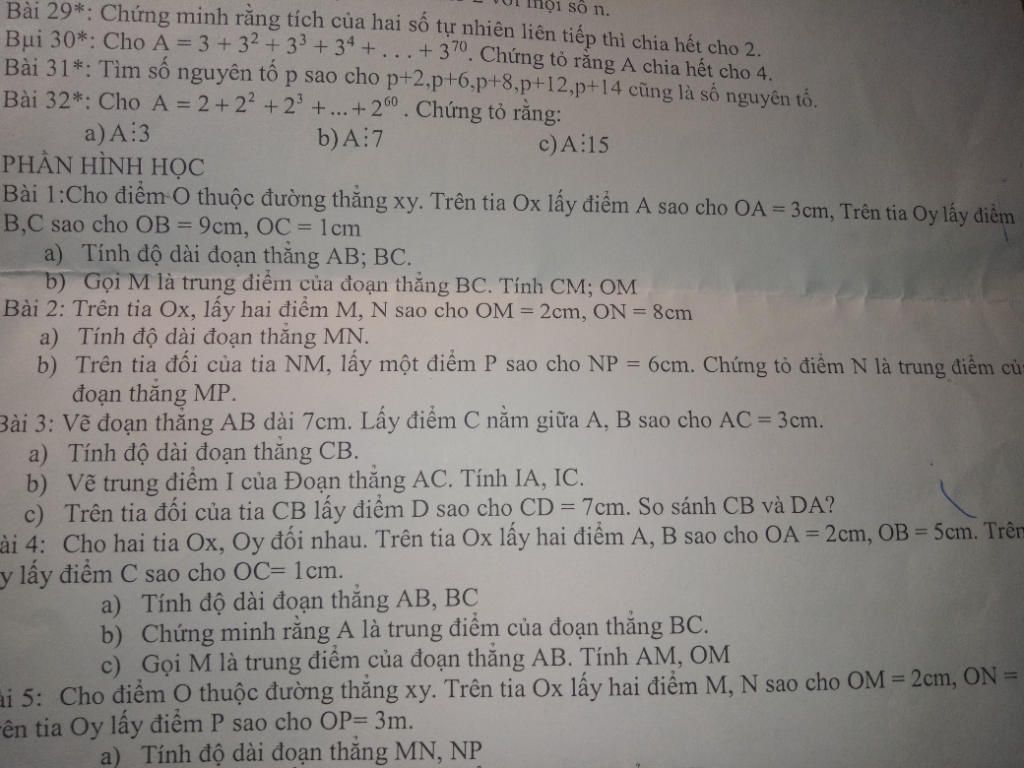 với mọi số n.
Bài 29*: Chứng minh rằng tích của hai số tự nhiên liên tiếp thì chia hết cho 2.
Bụi 30*: Cho A = 3 + 3² + 3³ + 3⁴ + . . . + 3⁷⁰. Chứng tỏ rằng A chia hết cho 4.
Bài 31*: Tìm số nguyên tố p sao cho p+2,p+6,p+8,p+12,p+14 cũng là số nguyên tố.
Bài 32*: Cho A = 2 + 2² + 2³ + ... + 2⁶⁰ . Chứng tỏ rằng:
a) A⋮3 b) A⋮7 c) A⋮15
PHẦN HÌNH HỌC
Bài 1:Cho điểm O thuộc đường thẳng xy. Trên tia Ox lấy điểm A sao cho OA = 3cm, Trên tia Oy lấy điểm
B,C sao cho OB = 9cm, OC = 1cm
a) Tính độ dài đoạn thẳng AB; BC.
b) Gọi M là trung điểm của đoạn thẳng BC. Tính CM; OM
Bài 2: Trên tia Ox, lấy hai điểm M, N sao cho OM = 2cm, ON = 8cm
a) Tính độ dài đoạn thẳng MN.
b) Trên tia đối của tia NM, lấy một điểm P sao cho NP = 6cm. Chứng tỏ điểm N là trung điểm củ
đoạn thẳng MP.
Bài 3: Vẽ đoạn thẳng AB dài 7cm. Lấy điểm C nằm giữa A, B sao cho AC = 3cm.
a) Tính độ dài đoạn thẳng CB.
b) Vẽ trung điểm I của Đoạn thẳng AC. Tính IA, IC.
c) Trên tia đối của tia CB lấy điểm D sao cho CD = 7cm. So sánh CB và DA?
ài 4: Cho hai tia Ox, Oy đối nhau. Trên tia Ox lấy hai điểm A, B sao cho OA = 2cm, OB = 5cm. Trên
y lấy điểm C sao cho OC= 1cm.
a) Tính độ dài đoạn thẳng AB, BC
b) Chứng minh rằng A là trung điểm của đoạn thẳng BC.
c) Gọi M là trung điểm của đoạn thẳng AB. Tính AM, OM
ài 5: Cho điểm O thuộc đường thẳng xy. Trên tia Ox lấy hai điểm M, N sao cho OM = 2cm, ON =
rên tia Oy lấy điểm P sao cho OP= 3m.
a) Tính độ dài đoạn thẳng MN, NP